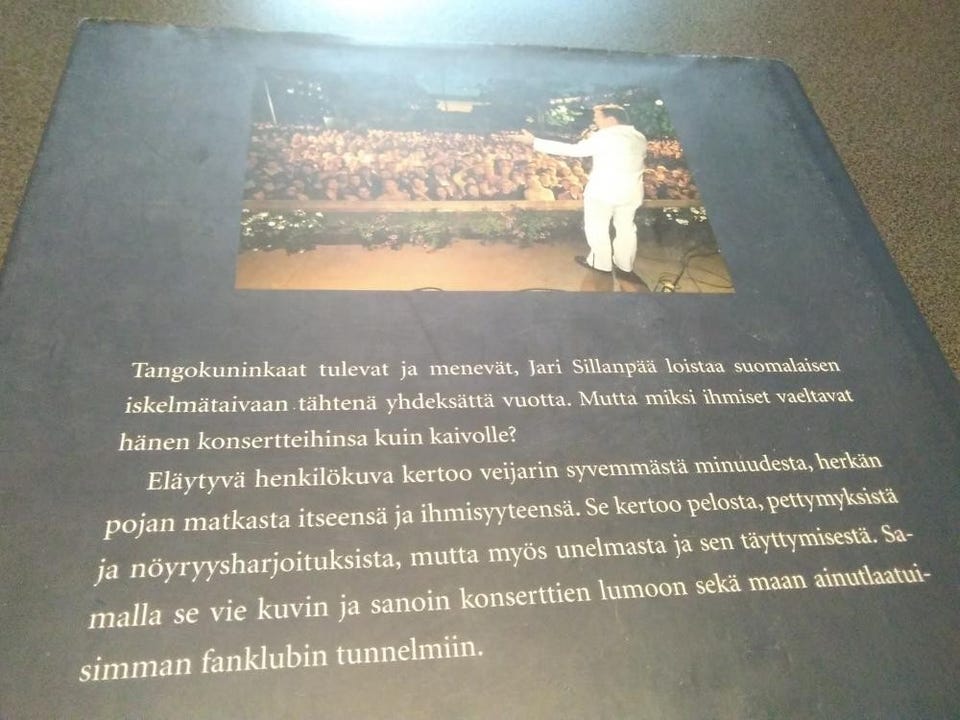 Tangokuninkaat tulevat ja menevät, Jari Sillanpää loistaa suomalaisen
iskelmätaivaan tähtenä yhdeksättä vuotta. Mutta miksi ihmiset vaeltavat
hänen konsertteihinsa kuin kaivolle?
Eläytyvä henkilökuva kertoo veijarin syvemmästä minuudesta, herkän
pojan matkasta itseensä ja ihmisyyteensä. Se kertoo pelosta, pettymyksistä
ja nöyryysharjoituksista, mutta myös unelmasta ja sen täyttymisestä. Sa-
malla se vie kuvin ja sanoin konserttien lumoon sekä maan ainutlaatui-
simman fanklubin tunnelmiin.